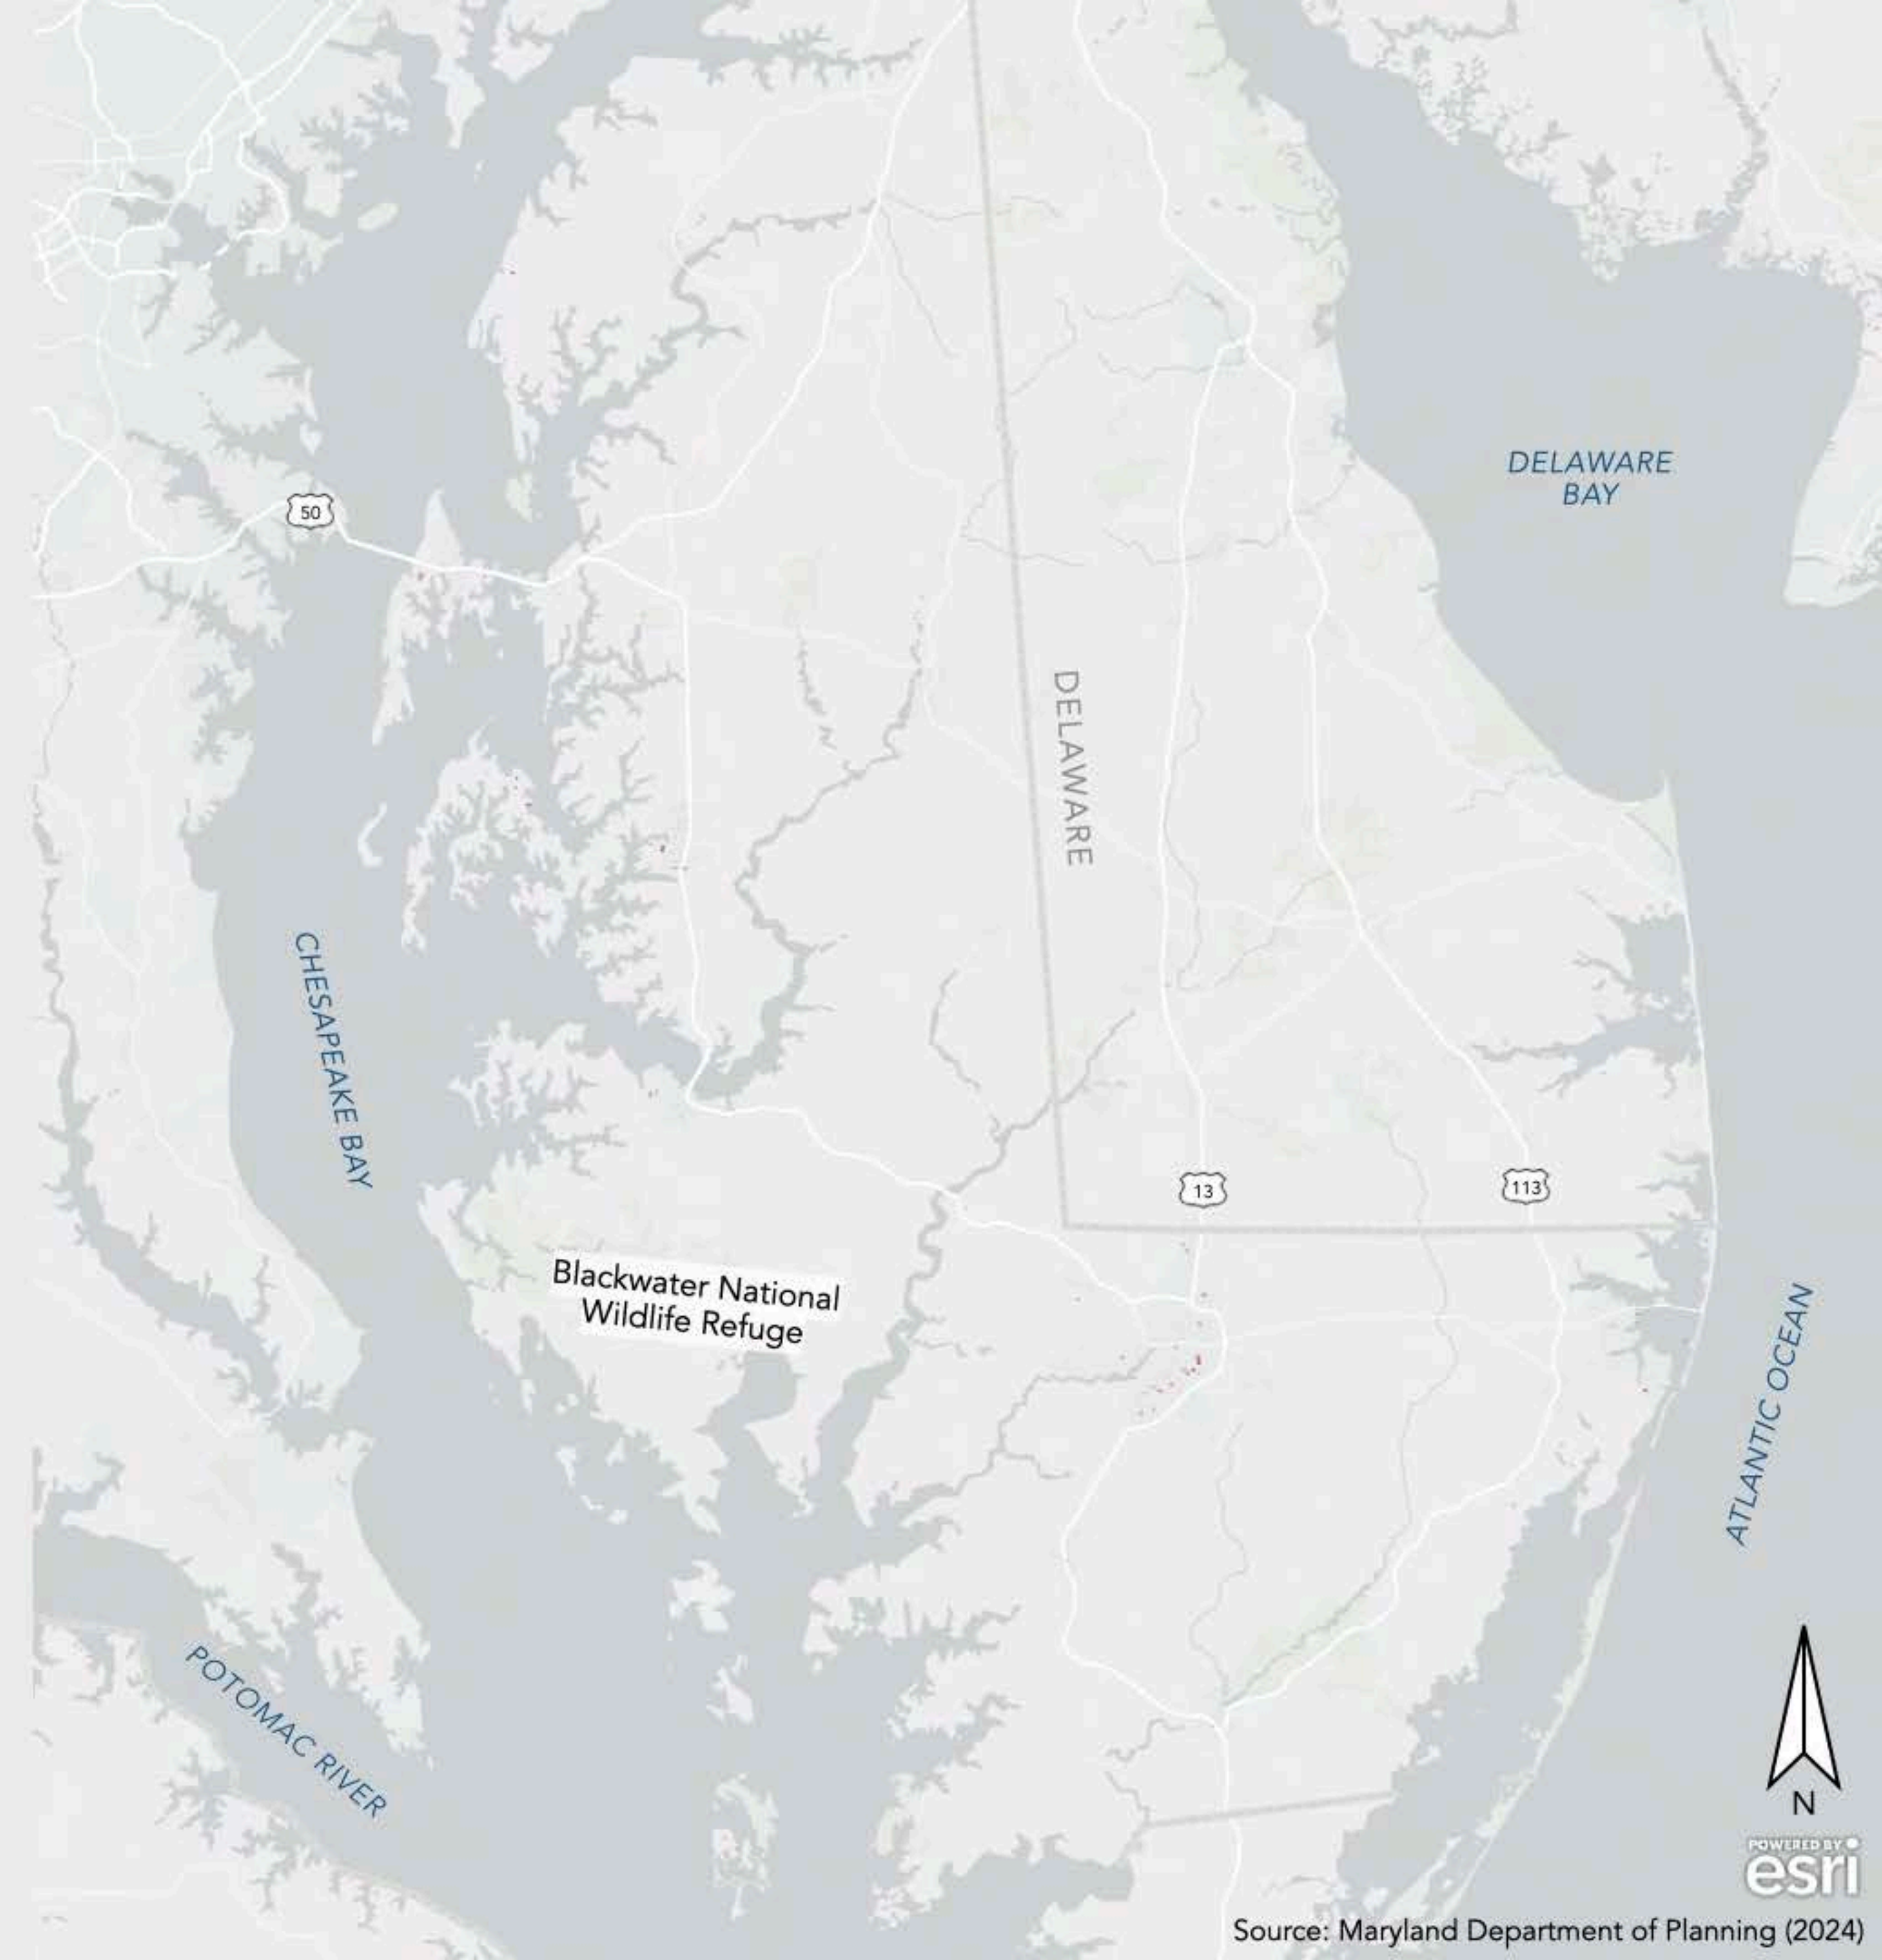 DELAWARE
BAY
50
DELAWARE
CHESAPEAKE BAY
13
113
Blackwater National
Wildlife Refuge
ATLANTIC OCEAN
POTOMAC RIVER
N
POWERED BY
esri
Source: Maryland Department of Planning (2024)